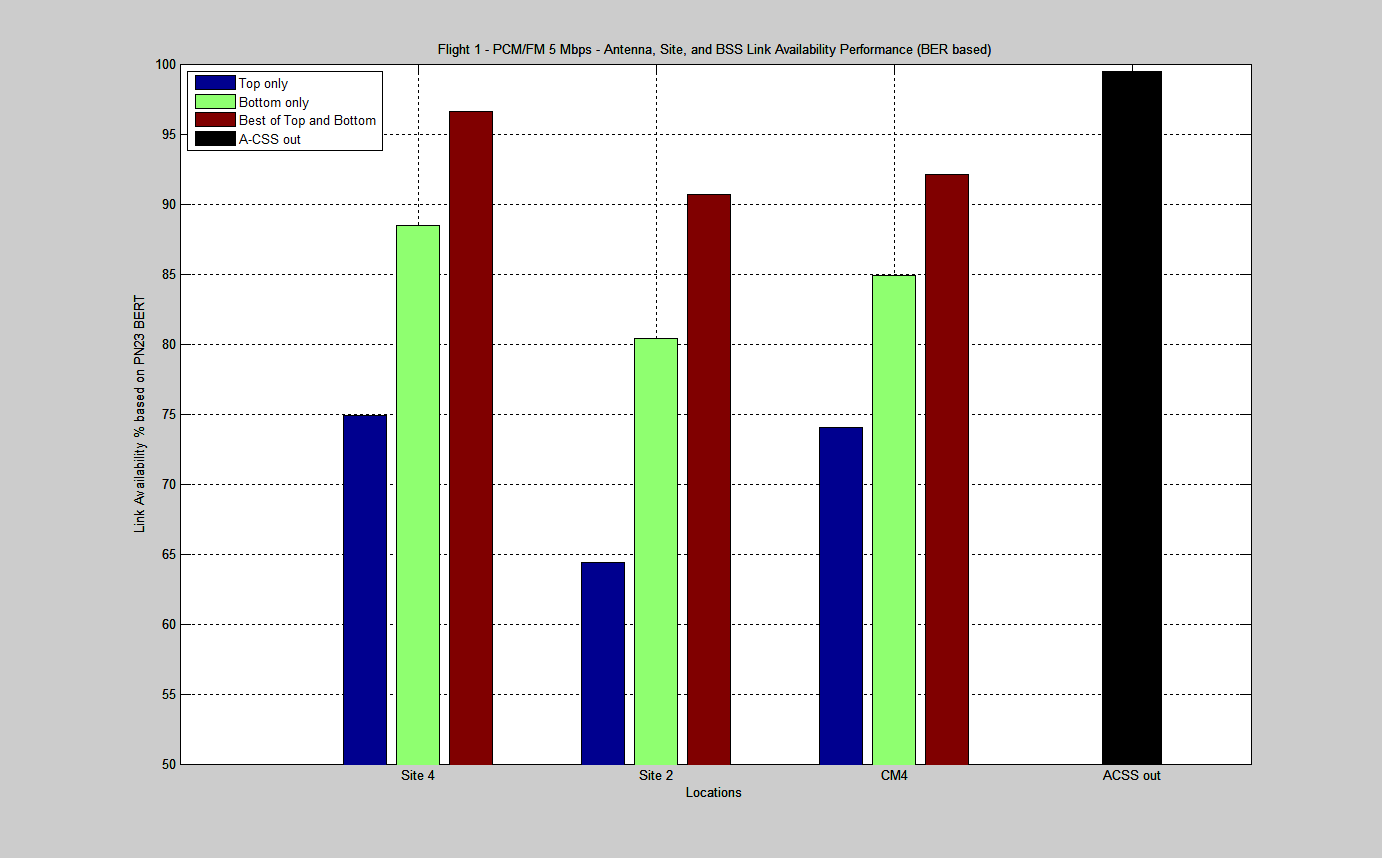 Flight 1 - PCM/FM 5 Mbps - Antenna, Site, and BSS Link Availability Performance (BER based)
Top only
Bottom only
Best of Top and Bottom
A-CSS out
Link Availability % based on PN23 BERT
100
95
90
85
80
75
70
65
60
55
50
Site 4
Site 2
CM4
ACSS out
Locations